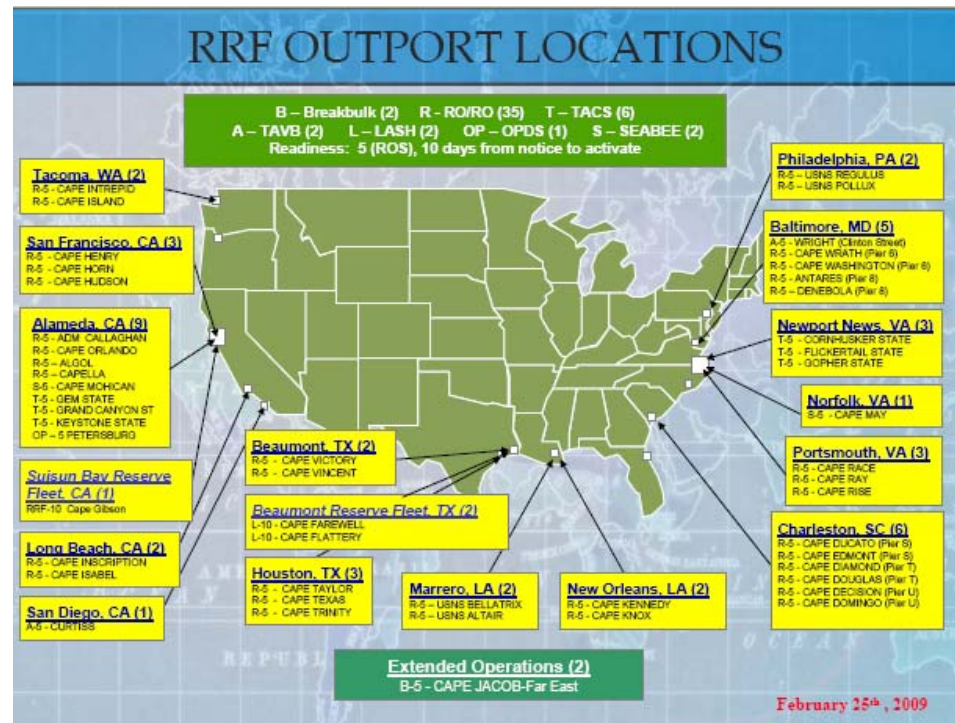 RRF OUTPORT LOCATIONS
B – Breakbulk (2) R - RO/RO (35) T – TACS (6)
A – TAVB (2) L – LASH (2) OP – OPDS (1) S – SEABEE (2)
Readiness: 5 (ROS), 10 days from notice to activate
Tacoma, WA (2)
R-5 - CAPE INTREPID
R-5 - CAPE ISLAND
San Francisco, CA (3)
R-5 - CAPE HENRY
R-5 - CAPE HORN
R-5 - CAPE HUDSON
Alameda, CA (9)
R-5 - ADM CALLAGHAN
R-5 - CAPE ORLANDO
R-5 – ALGOL
R-5 – CAPELLA
S-5 - CAPE MOHICAN
T-5 - GEM STATE
T-5 - GRAND CANYON ST
T-5 - KEYSTONE STATE
OP – 5 PETERSBURG
Suisun Bay Reserve
Fleet, CA (1)
RRF-10 Cape Gibson
Long Beach, CA (2)
R-5 - CAPE INSCRIPTION
R-5 - CAPE ISABEL
San Diego, CA (1)
A-5 - CURTISS
Beaumont, TX (2)
R-5 - CAPE VICTORY
R-5 - CAPE VINCENT
Beaumont Reserve Fleet, TX (2)
L-10 - CAPE FAREWELL
L-10 - CAPE FLATTERY
Houston, TX (3)
R-5 - CAPE TAYLOR
R-5 - CAPE TEXAS
R-5 - CAPE TRINITY
Marrero, LA (2)
R-5 – USNS BELLATRIX
R-5 – USNS ALTAIR
New Orleans, LA (2)
R-5 - CAPE KENNEDY
R-5 - CAPE KNOX
Philadelphia, PA (2)
R-5 – USNS REGULUS
R-5 – USNS POLLUX
Baltimore, MD (5)
A-5 - WRIGHT (Clinton Street)
R-5 - CAPE WRATH (Pier 6)
R-5 - CAPE WASHINGTON (Pier 6)
R-5 - ANTARES (Pier 8)
R-5 – DENEBOLA (Pier 8)
Newport News, VA (3)
T-5 - CORNHUSKER STATE
T-5 - FLICKERTAIL STATE
T-5 - GOPHER STATE
Norfolk, VA (1)
S-5 - CAPE MAY
Portsmouth, VA (3)
R-5 - CAPE RACE
R-5 - CAPE RAY
R-5 - CAPE RISE
Charleston, SC (6)
R-5 - CAPE DUCATO (Pier S)
R-5 - CAPE EDMONT (Pier S)
R-5 - CAPE DIAMOND (Pier T)
R-5 - CAPE DOUGLAS (Pier T)
R-5 - CAPE DECISION (Pier U)
R-5 - CAPE DOMINGO (Pier U)
Extended Operations (2)
B-5 - CAPE JACOB-Far East
February 25th , 2009